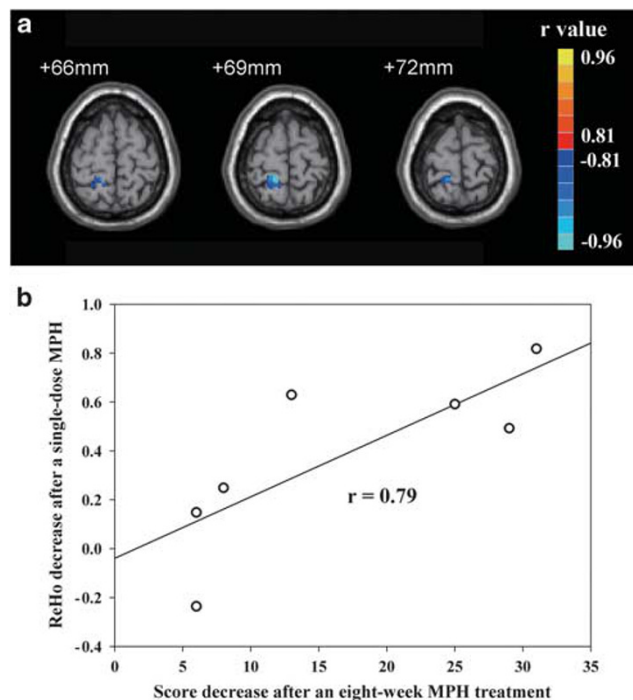 a
r value
+66mm
+69mm
+72mm
0.96
0.81
-0.81
-0.96
b
ReHo decrease after a single-dose MPH
1.0
0.8
0.6
0.4
0.2
0.0
-0.2
-0.4
r = 0.79
0 5 10 15 20 25 30 35
Score decrease after an eight-week MPH treatment